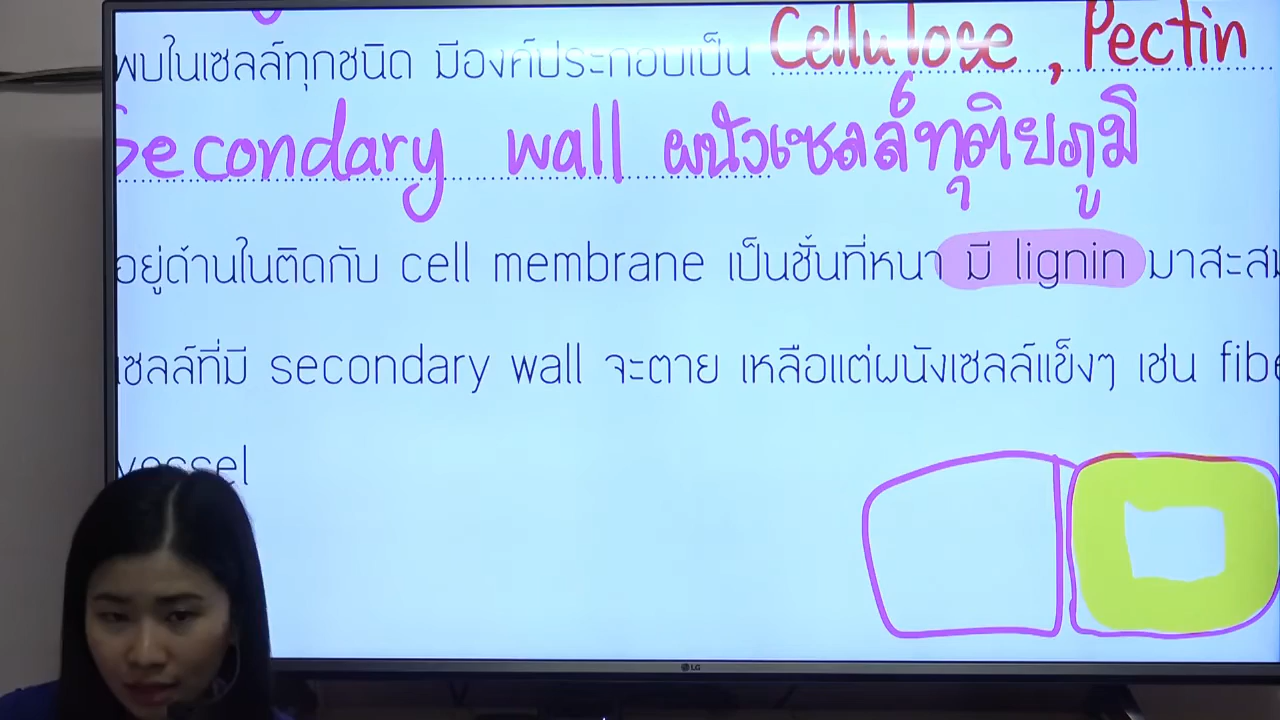 พบในเซลล์ทุกชนิด มีองค์ประกอบเป็น Cellulose , Pectin
Secondary wall ผนังเซลล์ทุติยภูมิ
อยู่ด้านในติดกับ cell membrane เป็นชั้นที่หนา มี lignin มาสะสม
เซลล์ที่มี secondary wall จะตาย เหลือแต่ผนังเซลล์แข็งๆ เช่น fibe
vessel
LG